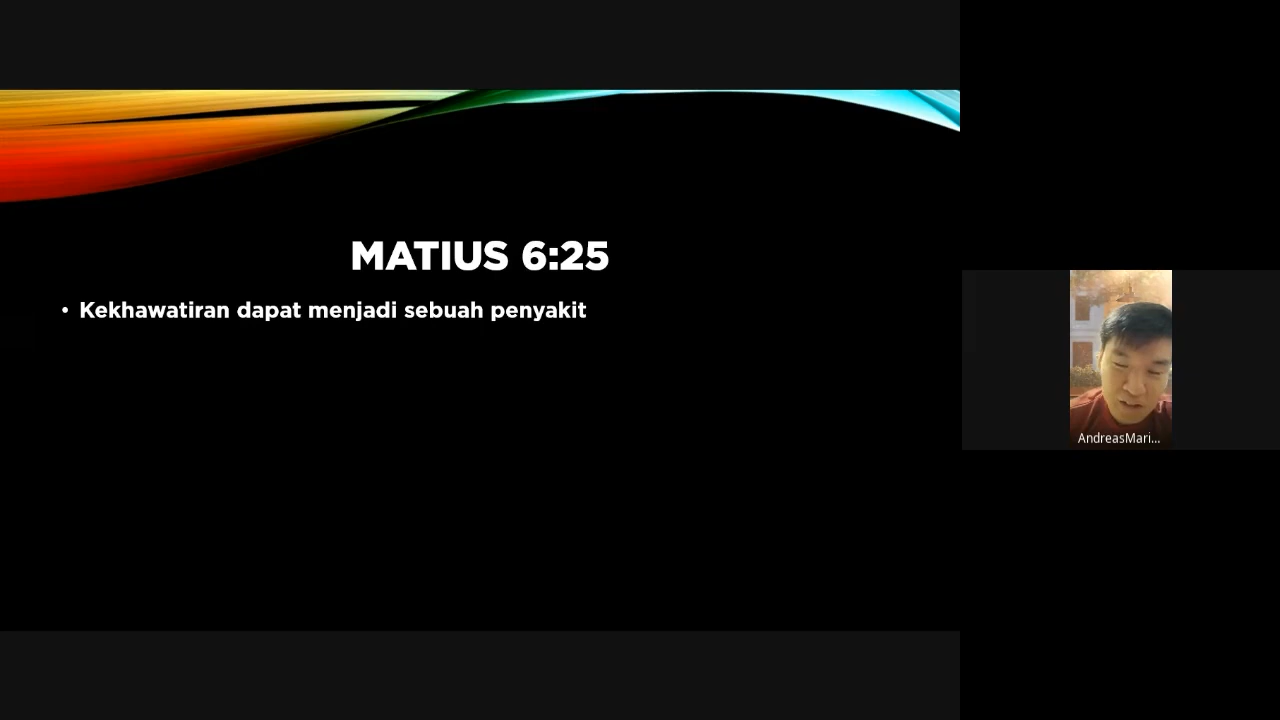 MATIUS 6:25
• Kekhawatiran dapat menjadi sebuah penyakit
AndreasMari...